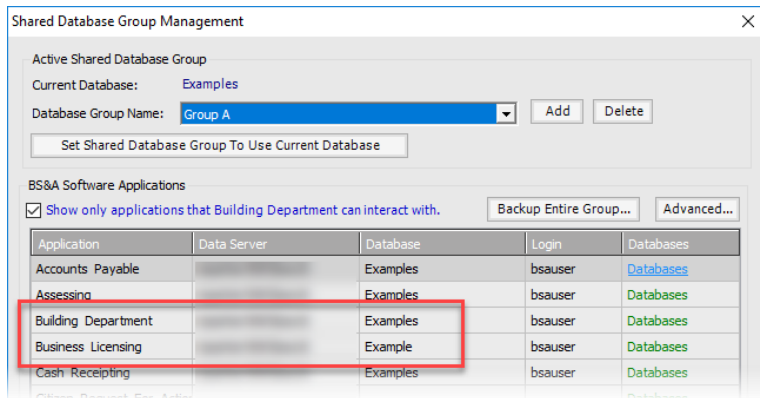 Shared Database Group Management
Active Shared Database Group
Current Database: Examples
Database Group Name: Group A Add Delete
Set Shared Database Group To Use Current Database
BS&A Software Applications
Show only applications that Building Department can interact with. Backup Entire Group... Advanced...
Application Data Server Database Login Databases
Accounts Payable Examples bsauser Databases
Assessing Examples bsauser Databases
Building Department Examples bsauser Databases
Business Licensing Example bsauser Databases
Cash Receipting Examples bsauser Databases